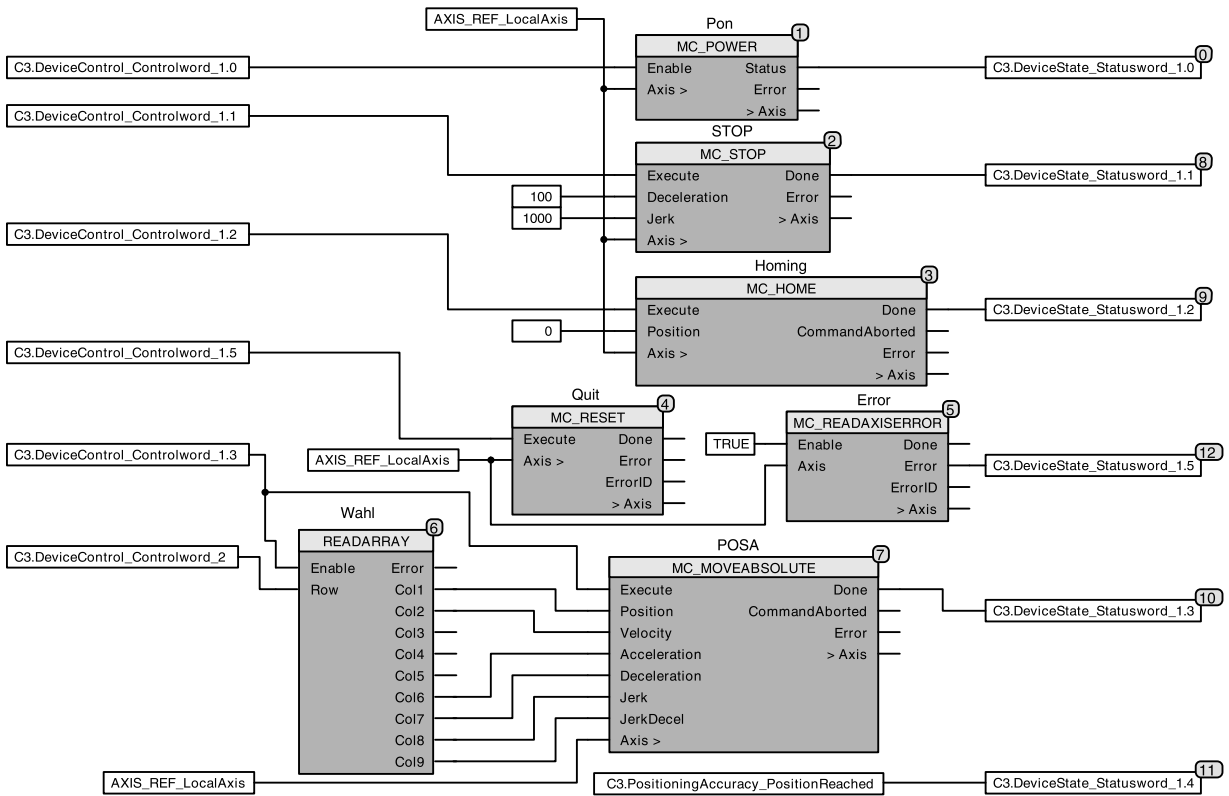 AXIS_REF_LocalAxis
Pon
1
MC_POWER
Enable Status
Axis > Error
> Axis
C3.DeviceControl_Controlword_1.0
0
C3.DeviceState_Statusword_1.0
C3.DeviceControl_Controlword_1.1
STOP
2
MC_STOP
Execute Done
Deceleration Error
Jerk > Axis
Axis >
100
1000
8
C3.DeviceState_Statusword_1.1
C3.DeviceControl_Controlword_1.2
Homing
3
MC_HOME
Execute Done
Position CommandAborted
Axis > Error
> Axis
0
9
C3.DeviceState_Statusword_1.2
C3.DeviceControl_Controlword_1.5
Quit
4
MC_RESET
Execute Done
Axis > Error
ErrorID
> Axis
AXIS_REF_LocalAxis
Error
5
MC_READAXISERROR
Enable Done
Axis Error
ErrorID
> Axis
TRUE
12
C3.DeviceState_Statusword_1.5
C3.DeviceControl_Controlword_1.3
Wahl
6
READARRAY
Enable Error
Row Col1
Col2
Col3
Col4
Col5
Col6
Col7
Col8
Col9
C3.DeviceControl_Controlword_2
POSA
7
MC_MOVEABSOLUTE
Execute Done
Position CommandAborted
Velocity Error
Acceleration > Axis
Deceleration
Jerk
JerkDecel
Axis >
10
C3.DeviceState_Statusword_1.3
AXIS_REF_LocalAxis
C3.PositioningAccuracy_PositionReached
11
C3.DeviceState_Statusword_1.4